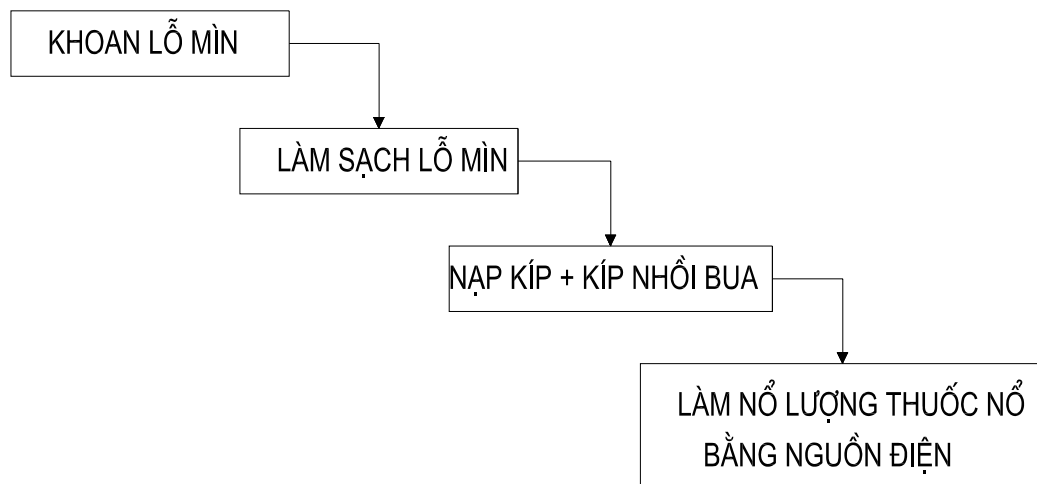 KHOAN LỖ MÌN
LÀM SẠCH LỖ MÌN
NẠP KÍP + KÍP NHỒI BUA
LÀM NỔ LƯỢNG THUỐC NỔ
BẰNG NGUỒN ĐIỆN